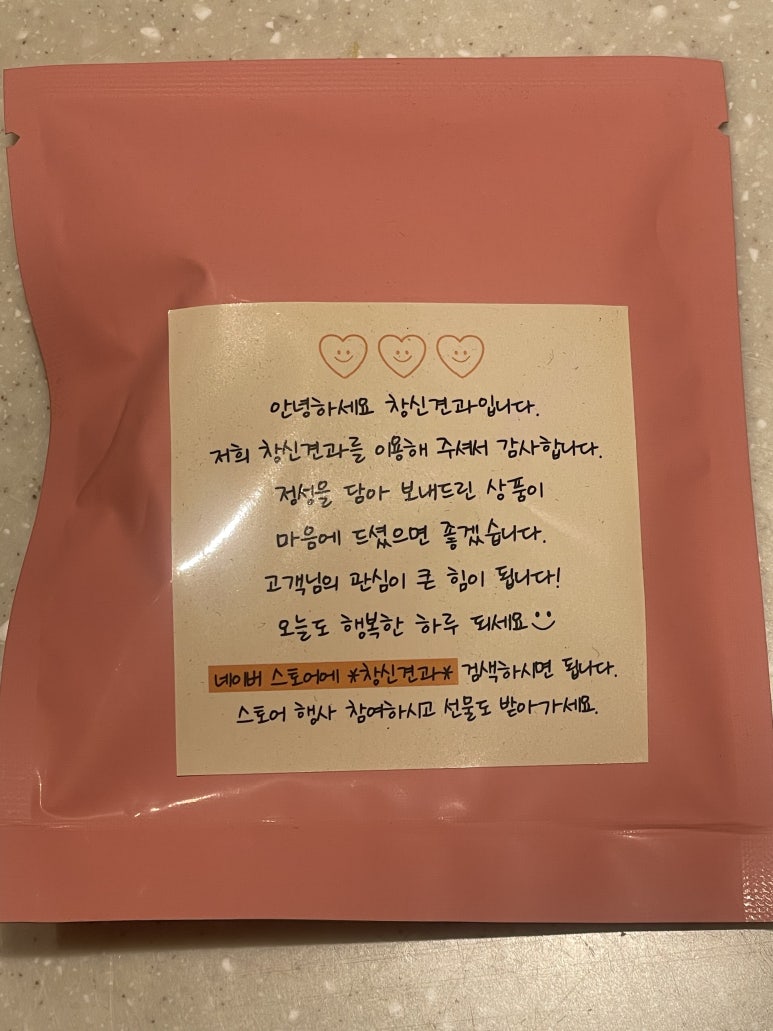 안녕하세요 창신견과입니다.
저희 창신견과를 이용해 주셔서 감사합니다.
정성을 담아 보내드린 상품이
마음에 드셨으면 좋겠습니다.
고객님의 관심이 큰 힘이 됩니다!
오늘도 행복한 하루 되세요
네이버 스토어에 *창신견과* 검색하시면 됩니다.
스토어 행사 참여하시고 선물도 받아가세요.